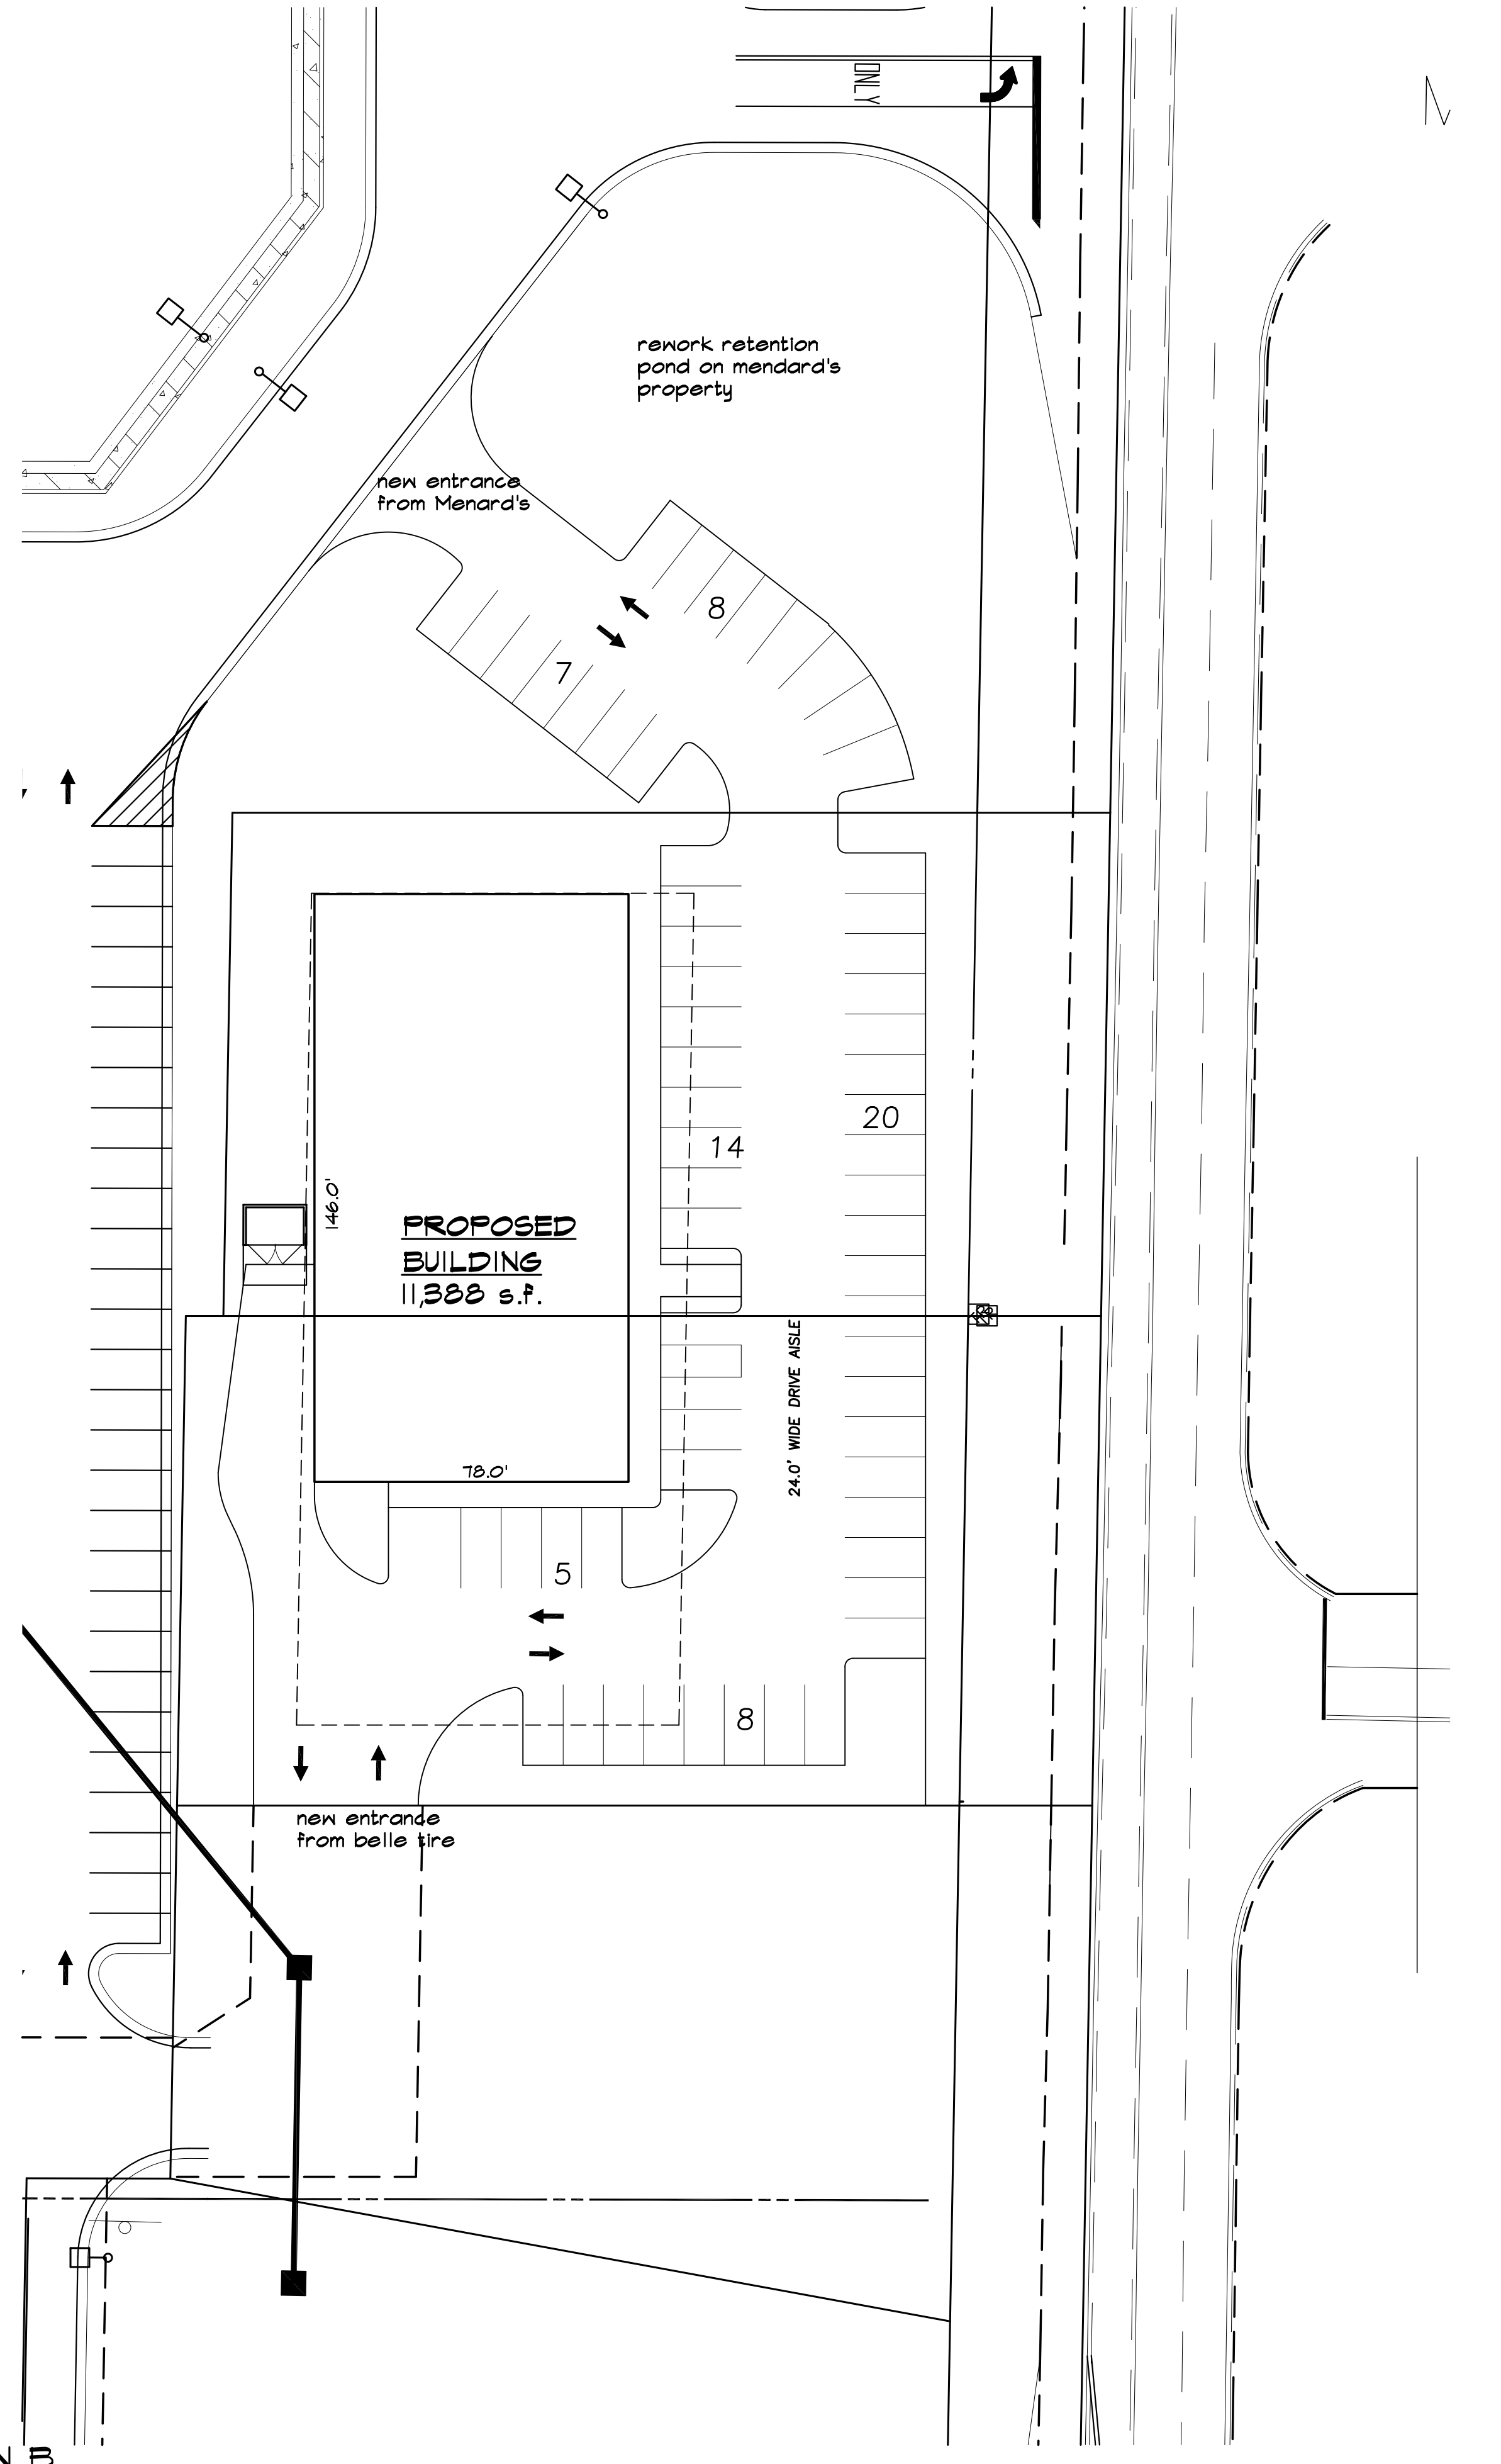 ONLY
rework retention
pond on mendard's
property
new entrance
from Menard's
8
7
20
14
146.0'
PROPOSED
BUILDING
11,388 s.f.
24.0' WIDE DRIVE AISLE
78.0'
5
8
new entrance
from belle tire
N B